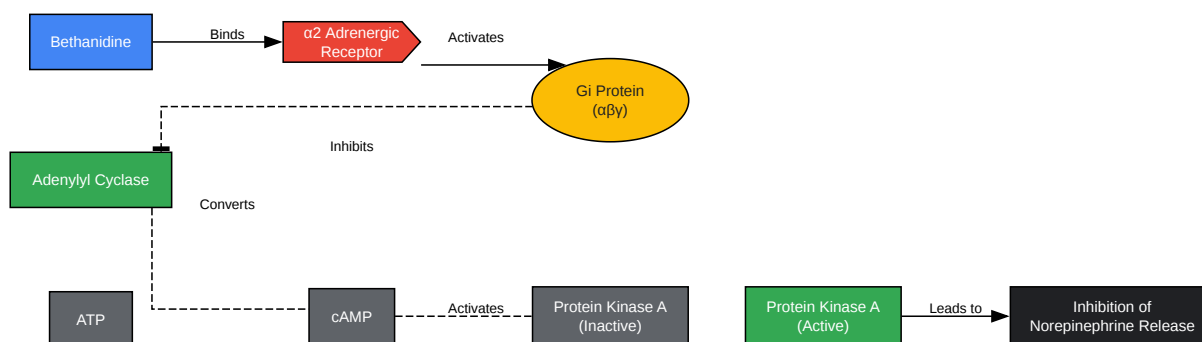 Bethanidine
Binds
α2 Adrenergic
Receptor
Activates
Gi Protein
(αβγ)
Inhibits
Adenylyl Cyclase
Converts
ATP
cAMP
Activates
Protein Kinase A
(Inactive)
Protein Kinase A
(Active)
Leads to
Inhibition of
Norepinephrine Release